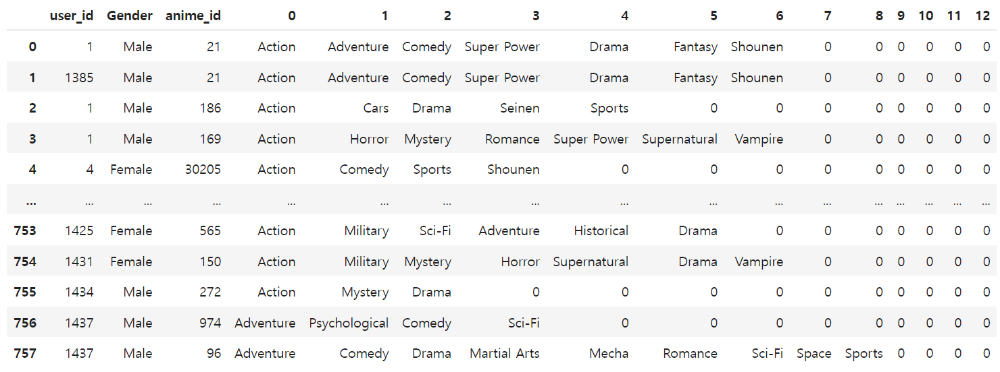 user_id Gender anime_id 0 1 2 3 4 5 6 7 8 9 10 11 12
0 1 Male 21 Action Adventure Comedy Super Power Drama Fantasy Shounen 0 0 0 0 0 0
1 1385 Male 21 Action Adventure Comedy Super Power Drama Fantasy Shounen 0 0 0 0 0 0
2 1 Male 186 Action Cars Drama Seinen Sports 0 0 0 0 0 0 0 0
3 1 Male 169 Action Horror Mystery Romance Super Power Supernatural Vampire 0 0 0 0 0 0
4 4 Female 30205 Action Comedy Sports Shounen 0 0 0 0 0 0 0 0 0
... ... ... ... ... ... ... ... ... ... ... ... ... ... ... ... ...
753 1425 Female 565 Action Military Sci-Fi Adventure Historical Drama 0 0 0 0 0 0 0
754 1431 Female 150 Action Military Mystery Horror Supernatural Drama Vampire 0 0 0 0 0 0
755 1434 Male 272 Action Mystery Drama 0 0 0 0 0 0 0 0 0 0
756 1437 Male 974 Adventure Psychological Comedy Sci-Fi 0 0 0 0 0 0 0 0 0
757 1437 Male 96 Adventure Comedy Drama Martial Arts Mecha Romance Sci-Fi Space Sports 0 0 0 0